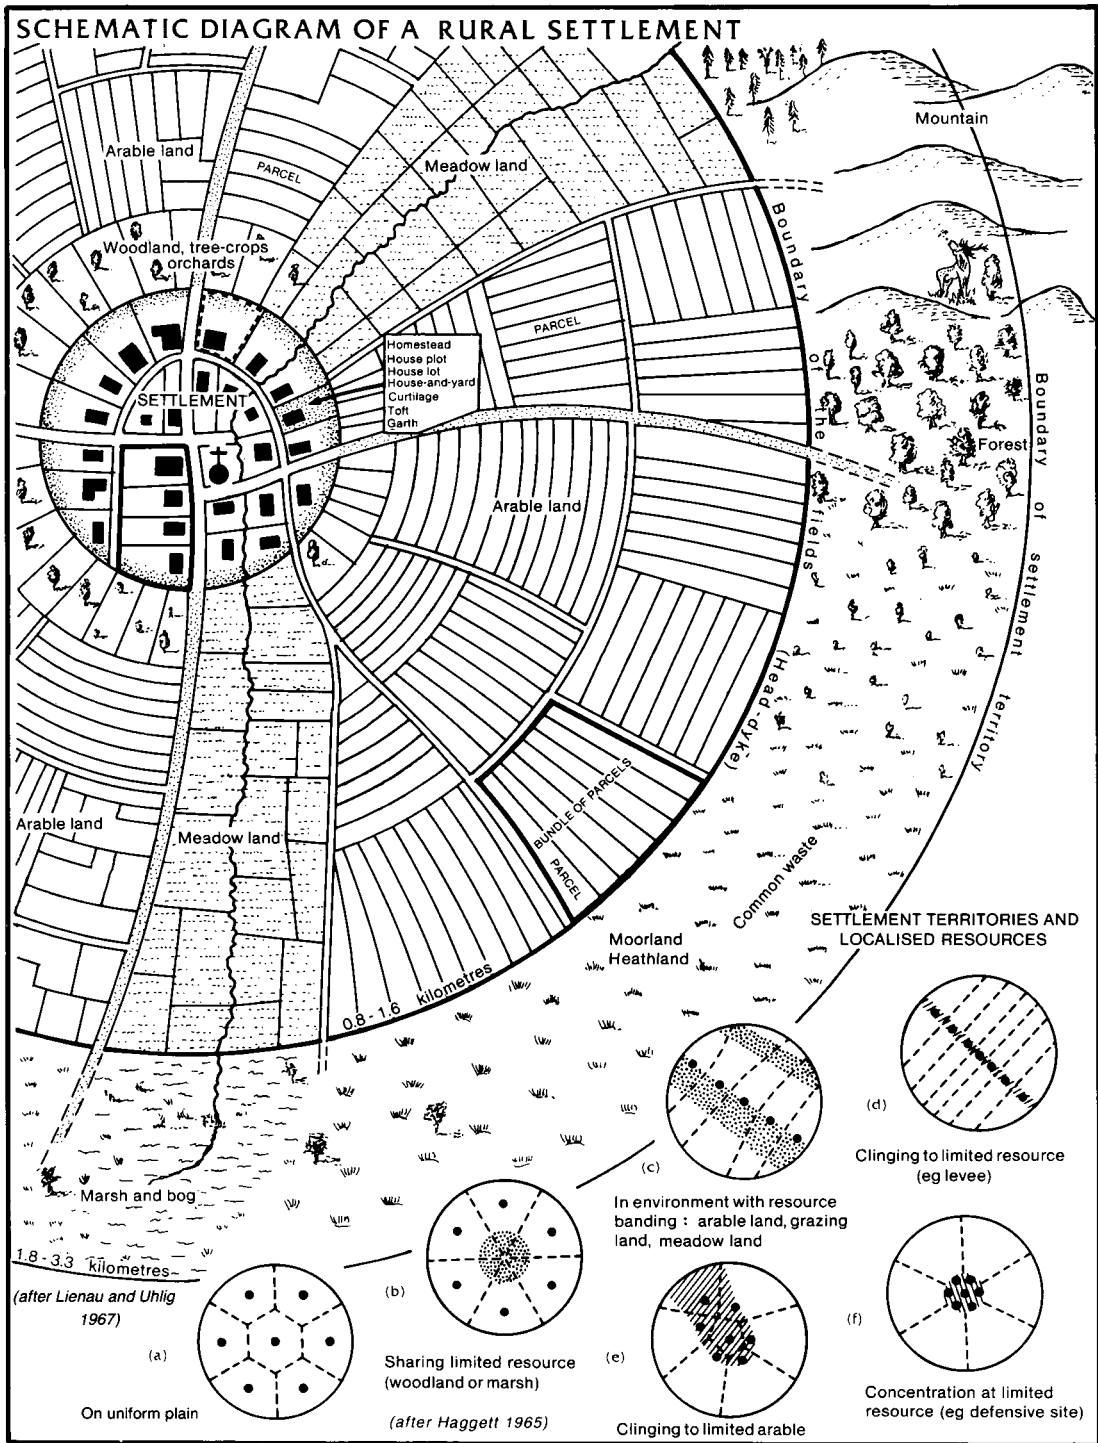 SCHEMATIC DIAGRAM OF A RURAL SETTLEMENT
Mountain
Arable land
PARCEL
Meadow land
Boundary of the fields (Head-dyke)
Woodland, tree-crops
orchards
PARCEL
Homestead
House plot
House lot
House-and-yard
Curtilage
Toft
Garth
SETTLEMENT
Boundary of settlement territory
Forest
Arable land
BUNDLE OF PARCELS
PARCEL
Arable land
Meadow land
Common waste
Moorland
Heathland
0.8 - 1.6 kilometres
Marsh and bog
1.8 - 3.3 kilometres
(after Lienau and Uhlig
1967)
SETTLEMENT TERRITORIES AND
LOCALISED RESOURCES
(a)
On uniform plain
(b)
Sharing limited resource
(woodland or marsh)
(after Haggett 1965)
(c)
In environment with resource
banding : arable land, grazing
land, meadow land
(d)
Clinging to limited resource
(eg levee)
(e)
Clinging to limited arable
(f)
Concentration at limited
resource (eg defensive site)